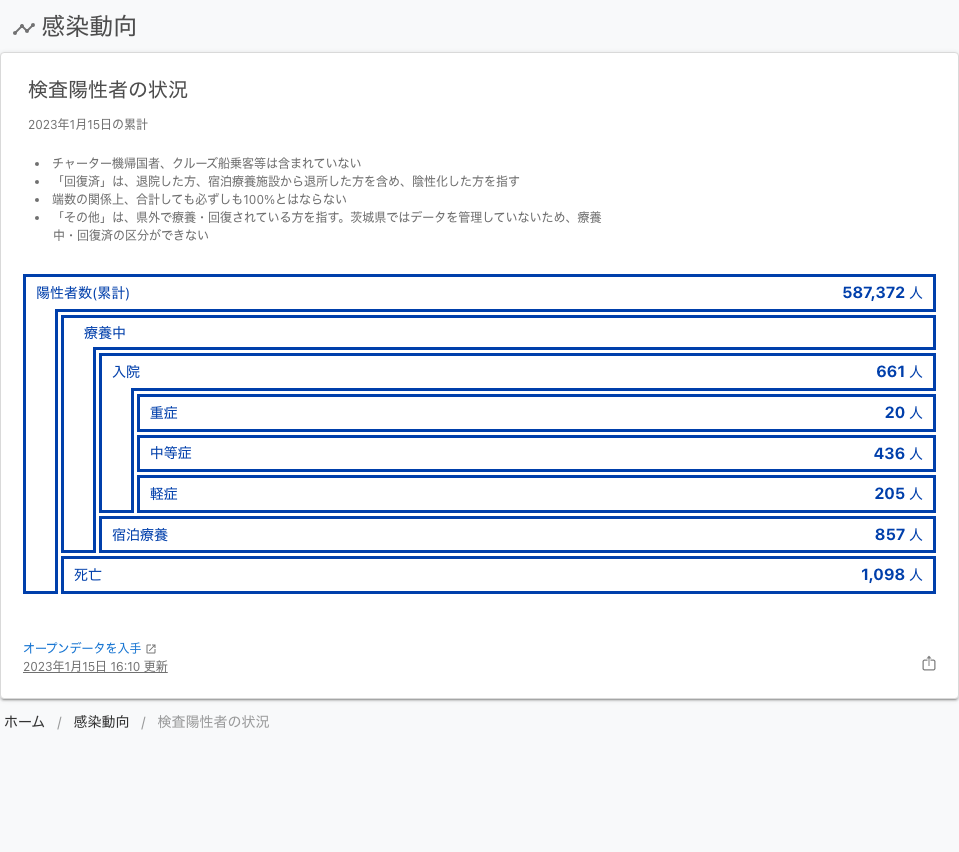 感染動向
検査陽性者の状況
2023年1月15日の累計
• チャーター機帰国者、クルーズ船乗客等は含まれていない
• 「回復済」は、退院した方、宿泊療養施設から退所した方を含め、陰性化した方を指す
• 端数の関係上、合計しても必ずしも100%とはならない
• 「その他」は、県外で療養・回復されている方を指す。茨城県ではデータを管理していないため、療養
中・回復済の区分ができない
陽性者数(累計) 587,372 人
療養中
入院 661 人
重症 20 人
中等症 436 人
軽症 205 人
宿泊療養 857 人
死亡 1,098 人
オープンデータを入手
2023年1月15日 16:10 更新
ホーム / 感染動向 / 検査陽性者の状況